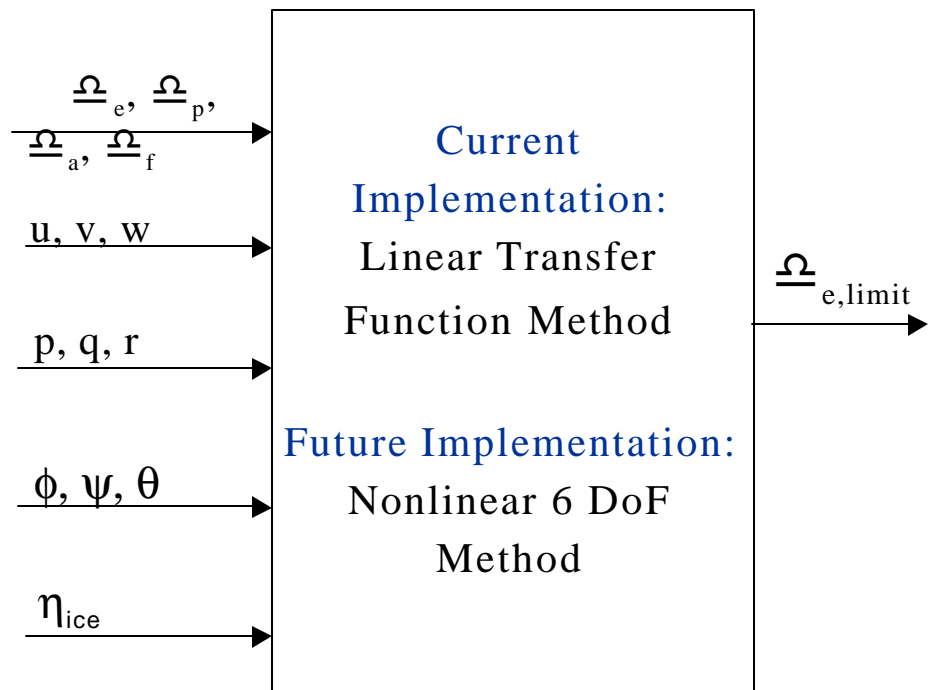 ♎e, ♎p,
♎a, ♎f
u, v, w
p, q, r
ϕ, ψ, θ
ηice
Current
Implementation:
Linear Transfer
Function Method
Future Implementation:
Nonlinear 6 DoF
Method
♎e,limit